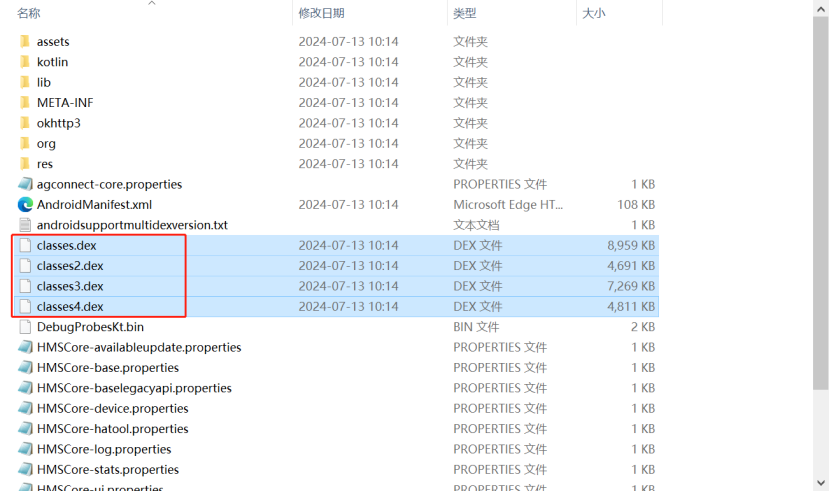 名称 修改日期 类型 大小
assets 2024-07-13 10:14 文件夹
kotlin 2024-07-13 10:14 文件夹
lib 2024-07-13 10:14 文件夹
META-INF 2024-07-13 10:14 文件夹
okhttp3 2024-07-13 10:14 文件夹
org 2024-07-13 10:14 文件夹
res 2024-07-13 10:14 文件夹
agconnect-core.properties PROPERTIES 文件 1 KB
AndroidManifest.xml 2024-07-13 10:14 Microsoft Edge HT... 108 KB
androidsupportmultidexversion.txt 文本文档 1 KB
classes.dex 2024-07-13 10:14 DEX 文件 8,959 KB
classes2.dex 2024-07-13 10:14 DEX 文件 4,691 KB
classes3.dex 2024-07-13 10:14 DEX 文件 7,269 KB
classes4.dex 2024-07-13 10:14 DEX 文件 4,811 KB
DebugProbesKt.bin BIN 文件 2 KB
HMSCore-availableupdate.properties PROPERTIES 文件 1 KB
HMSCore-base.properties PROPERTIES 文件 1 KB
HMSCore-baselegacyapi.properties PROPERTIES 文件 1 KB
HMSCore-device.properties PROPERTIES 文件 1 KB
HMSCore-hatool.properties PROPERTIES 文件 1 KB
HMSCore-log.properties PROPERTIES 文件 1 KB
HMSCore-stats.properties PROPERTIES 文件 1 KB
HMSCore-ui.properties PROPERTIES 文件 1 KB